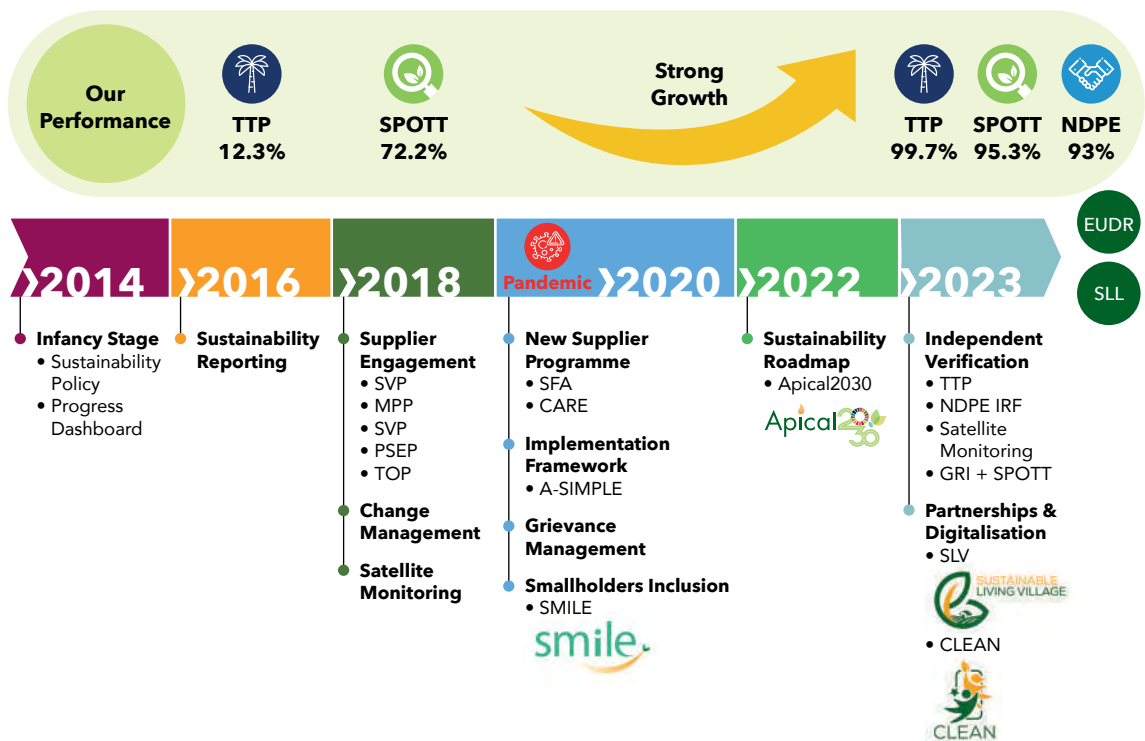 Our
Performance
TTP
12.3%
SPOTT
72.2%
Strong
Growth
TTP
99.7%
SPOTT
95.3%
NDPE
93%
EUDR
SLL
2014
2016
2018
Pandemic
2020
2022
2023
Infancy Stage
• Sustainability
Policy
• Progress
Dashboard
Sustainability
Reporting
Supplier
Engagement
• SVP
• MPP
• SVP
• PSEP
• TOP
Change
Management
Satellite
Monitoring
New Supplier
Programme
• SFA
• CARE
Implementation
Framework
• A-SIMPLE
Grievance
Management
Smallholders Inclusion
• SMILE
smile
Sustainability
Roadmap
• Apical2030
Apical2030
Independent
Verification
• TTP
• NDPE IRF
• Satellite
Monitoring
• GRI + SPOTT
Partnerships &
Digitalisation
• SLV
SUSTAINABLE
LIVING VILLAGE
• CLEAN
CLEAN